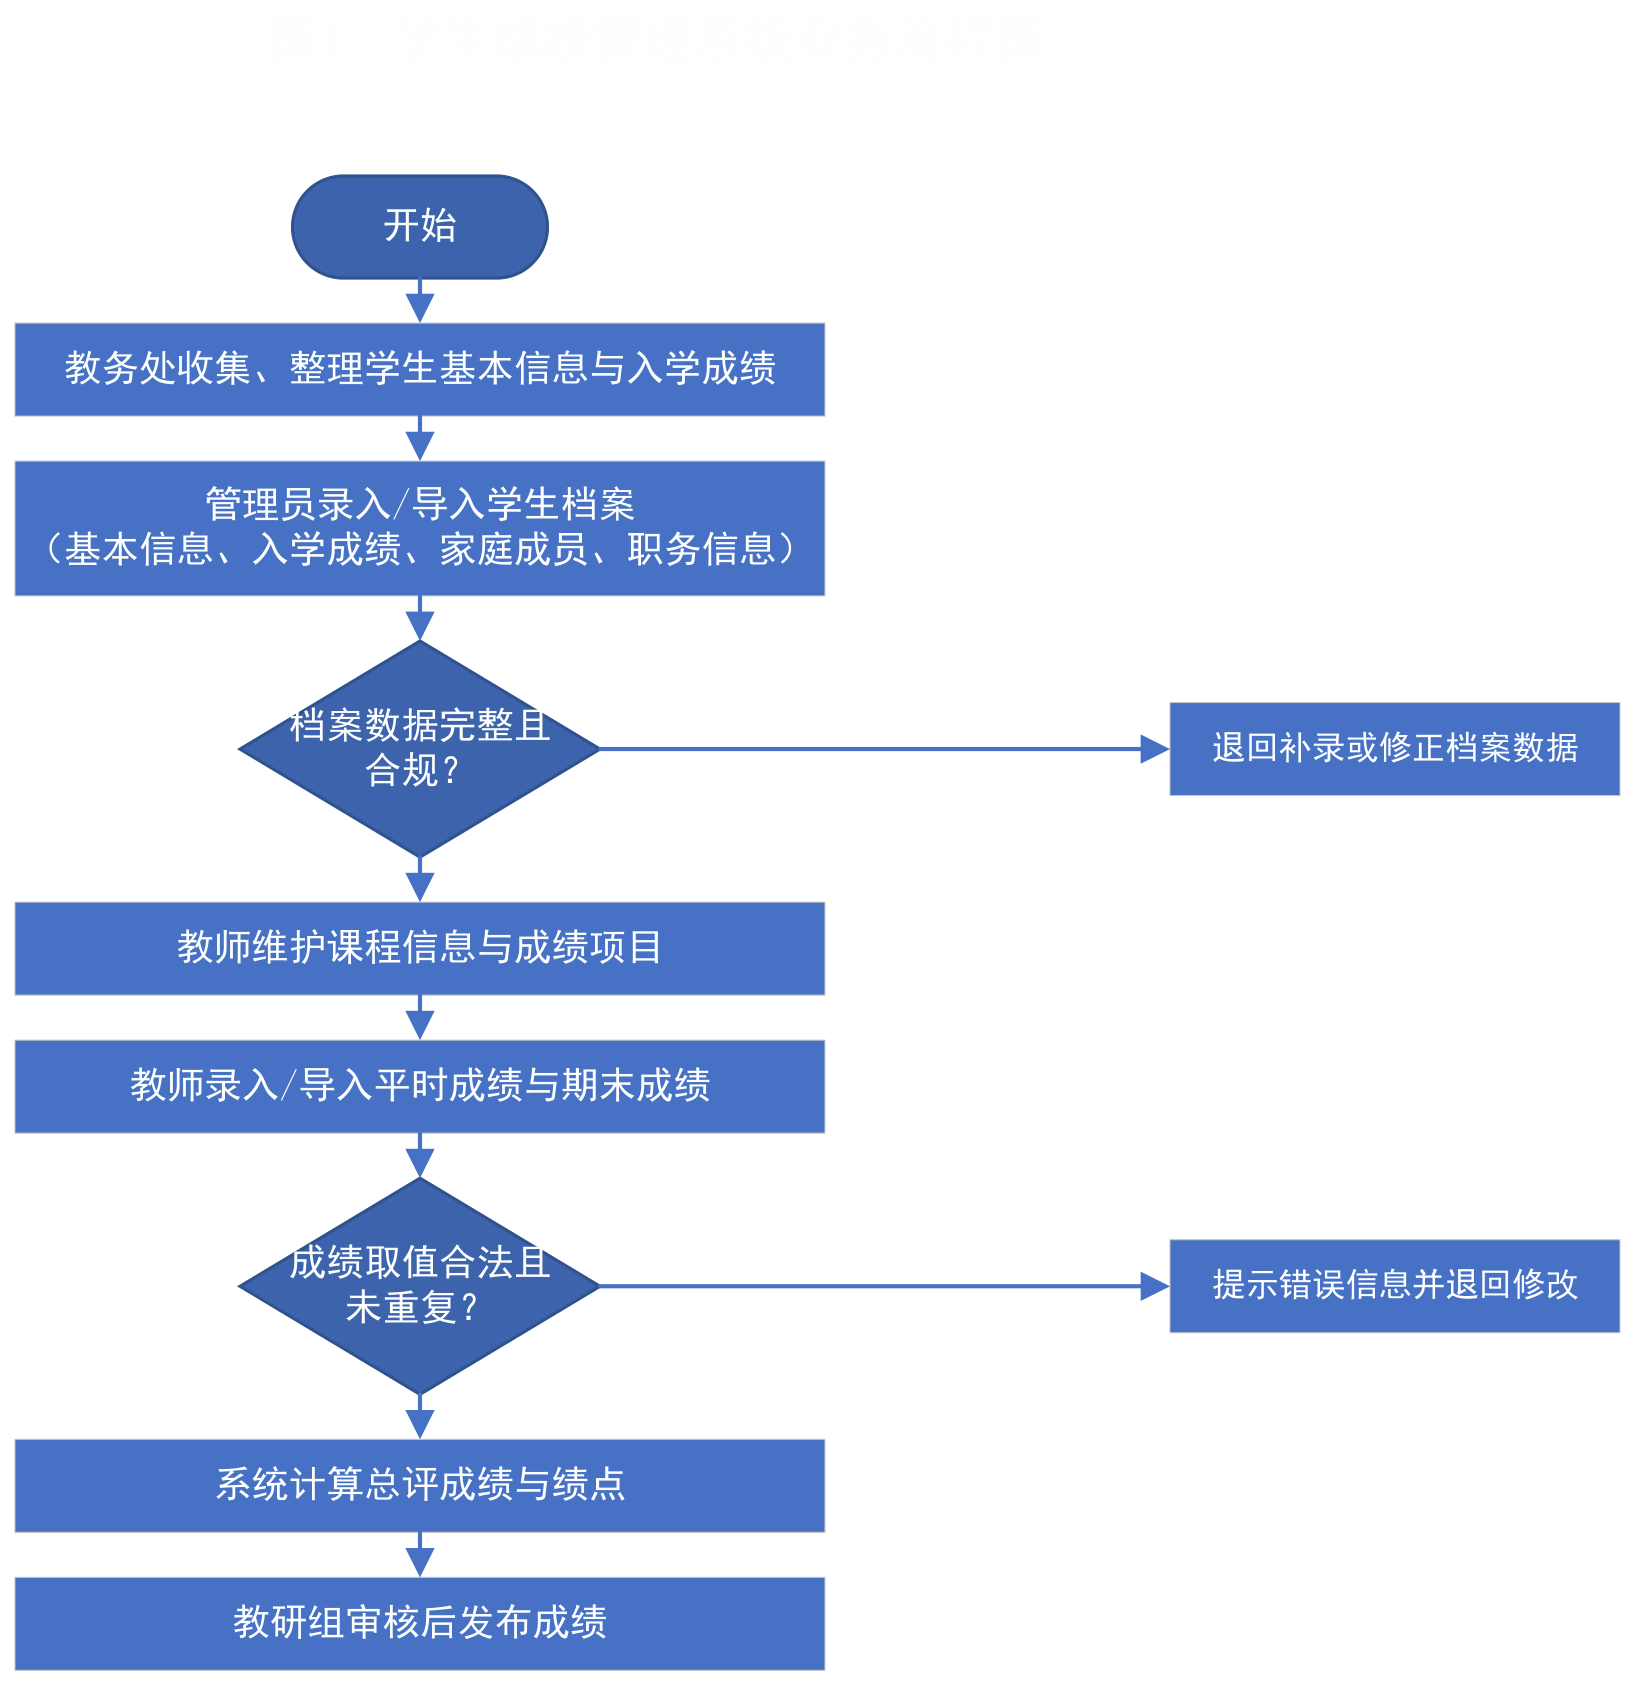 开始
教务处收集、整理学生基本信息与入学成绩
管理员录入/导入学生档案
（基本信息、入学成绩、家庭成员、职务信息）
档案数据完整且
合规？
退回补录或修正档案数据
教师维护课程信息与成绩项目
教师录入/导入平时成绩与期末成绩
成绩取值合法且
未重复？
提示错误信息并退回修改
系统计算总评成绩与绩点
教研组审核后发布成绩